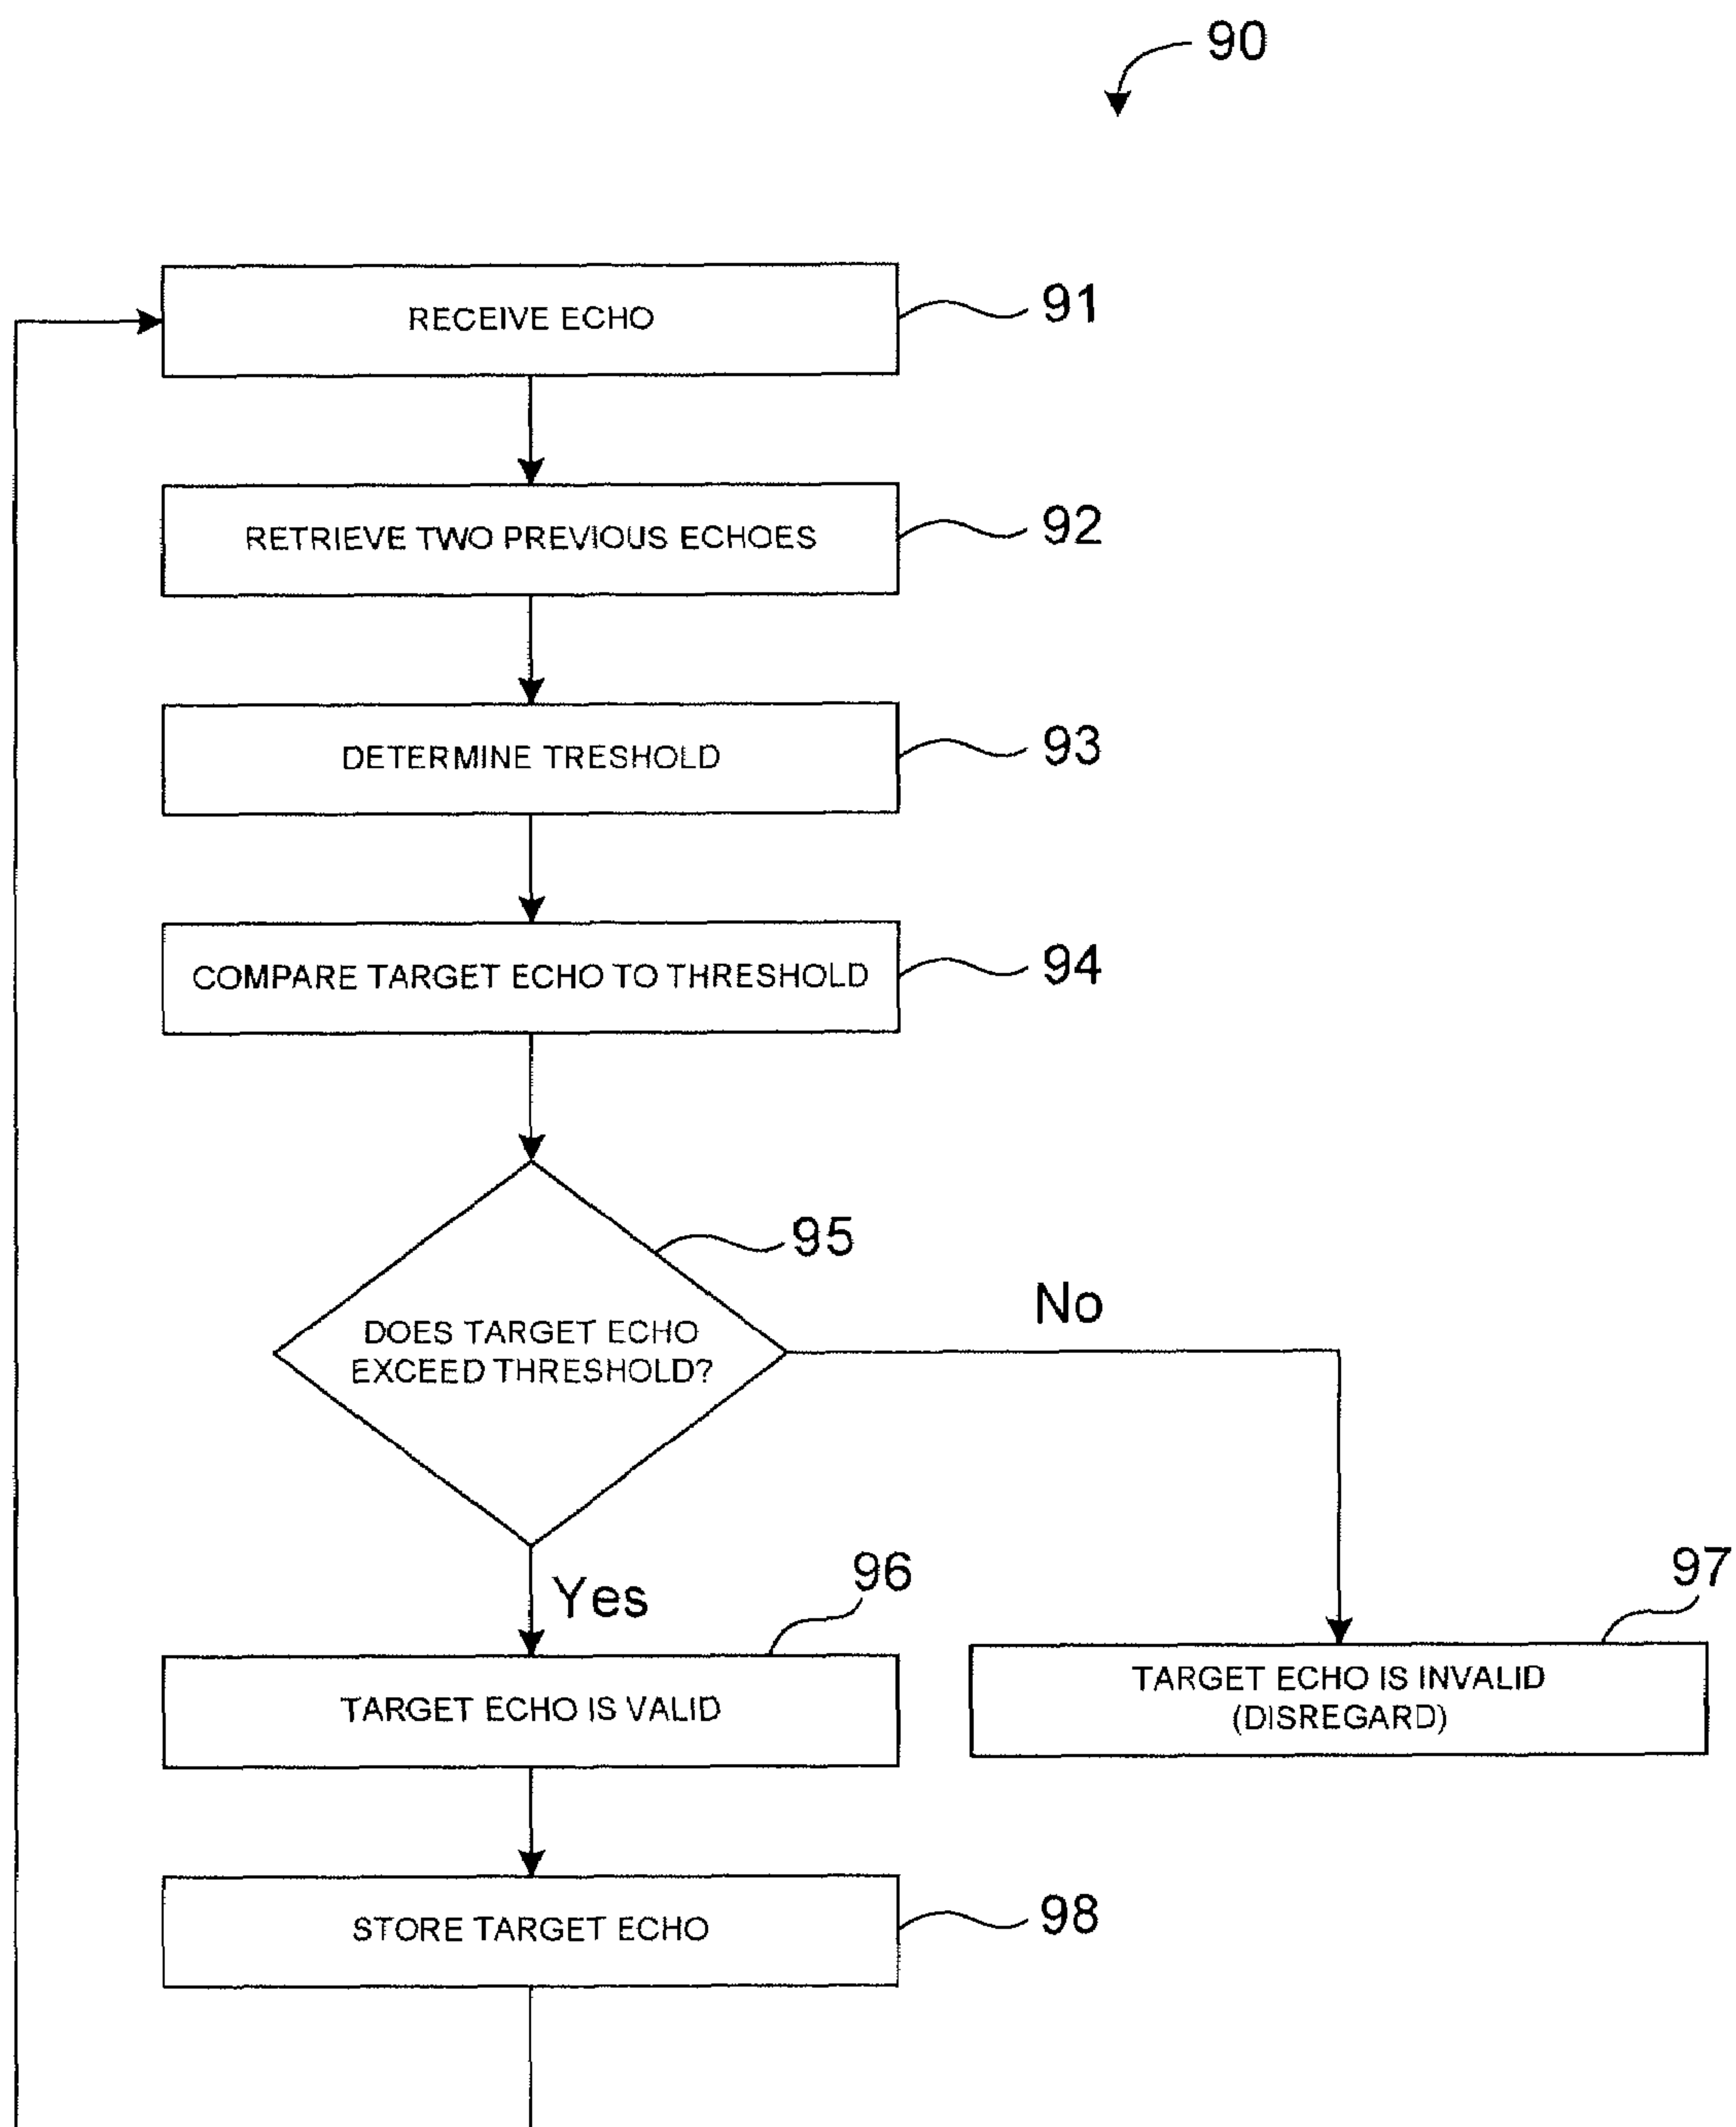 90
RECEIVE ECHO
91
RETRIEVE TWO PREVIOUS ECHOES
92
DETERMINE TRESHOLD
93
COMPARE TARGET ECHO TO THRESHOLD
94
95
DOES TARGET ECHO
EXCEED THRESHOLD?
No
Yes
96
97
TARGET ECHO IS VALID
TARGET ECHO IS INVALID
(DISREGARD)
STORE TARGET ECHO
98